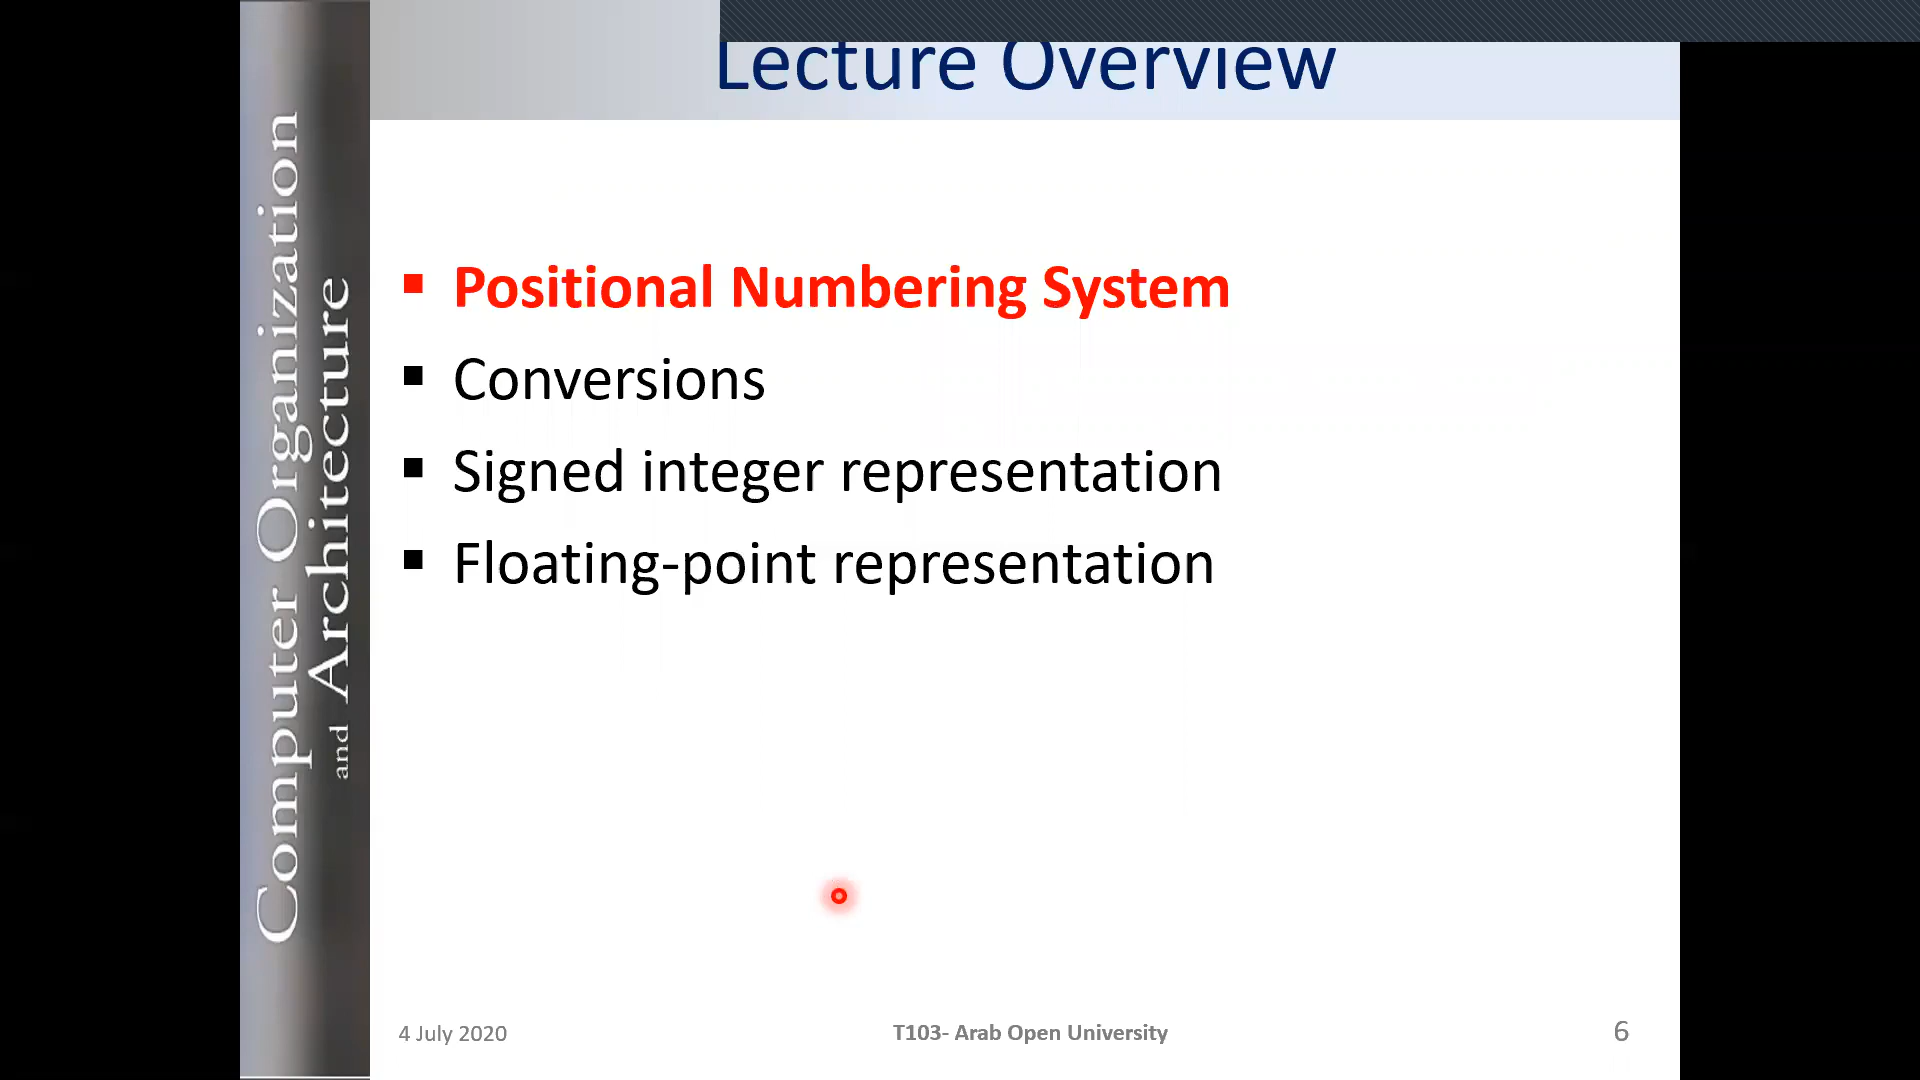 Lecture Overview
Computer Organization
and Architecture
▪ Positional Numbering System
▪ Conversions
▪ Signed integer representation
▪ Floating-point representation
4 July 2020
T103- Arab Open University
6